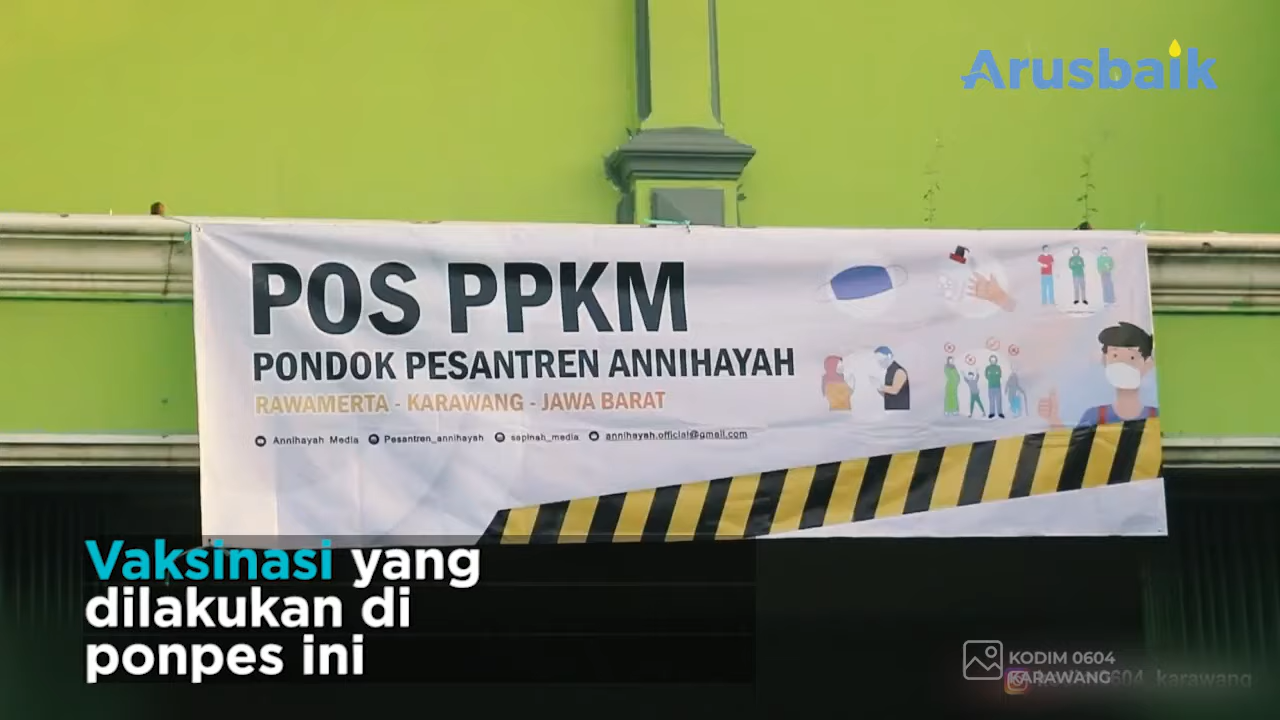 Arusbaik
POS PPKM
PONDOK PESANTREN ANNIHAYAH
RAWAMERTA - KARAWANG - JAWA BARAT
Annihayah Media Pesantren_annihayah sapinah_media annihayah.official@gmail.com
Vaksinasi yang
dilakukan di
ponpes ini
KODIM 0604
KARAWANG
0604_karawang